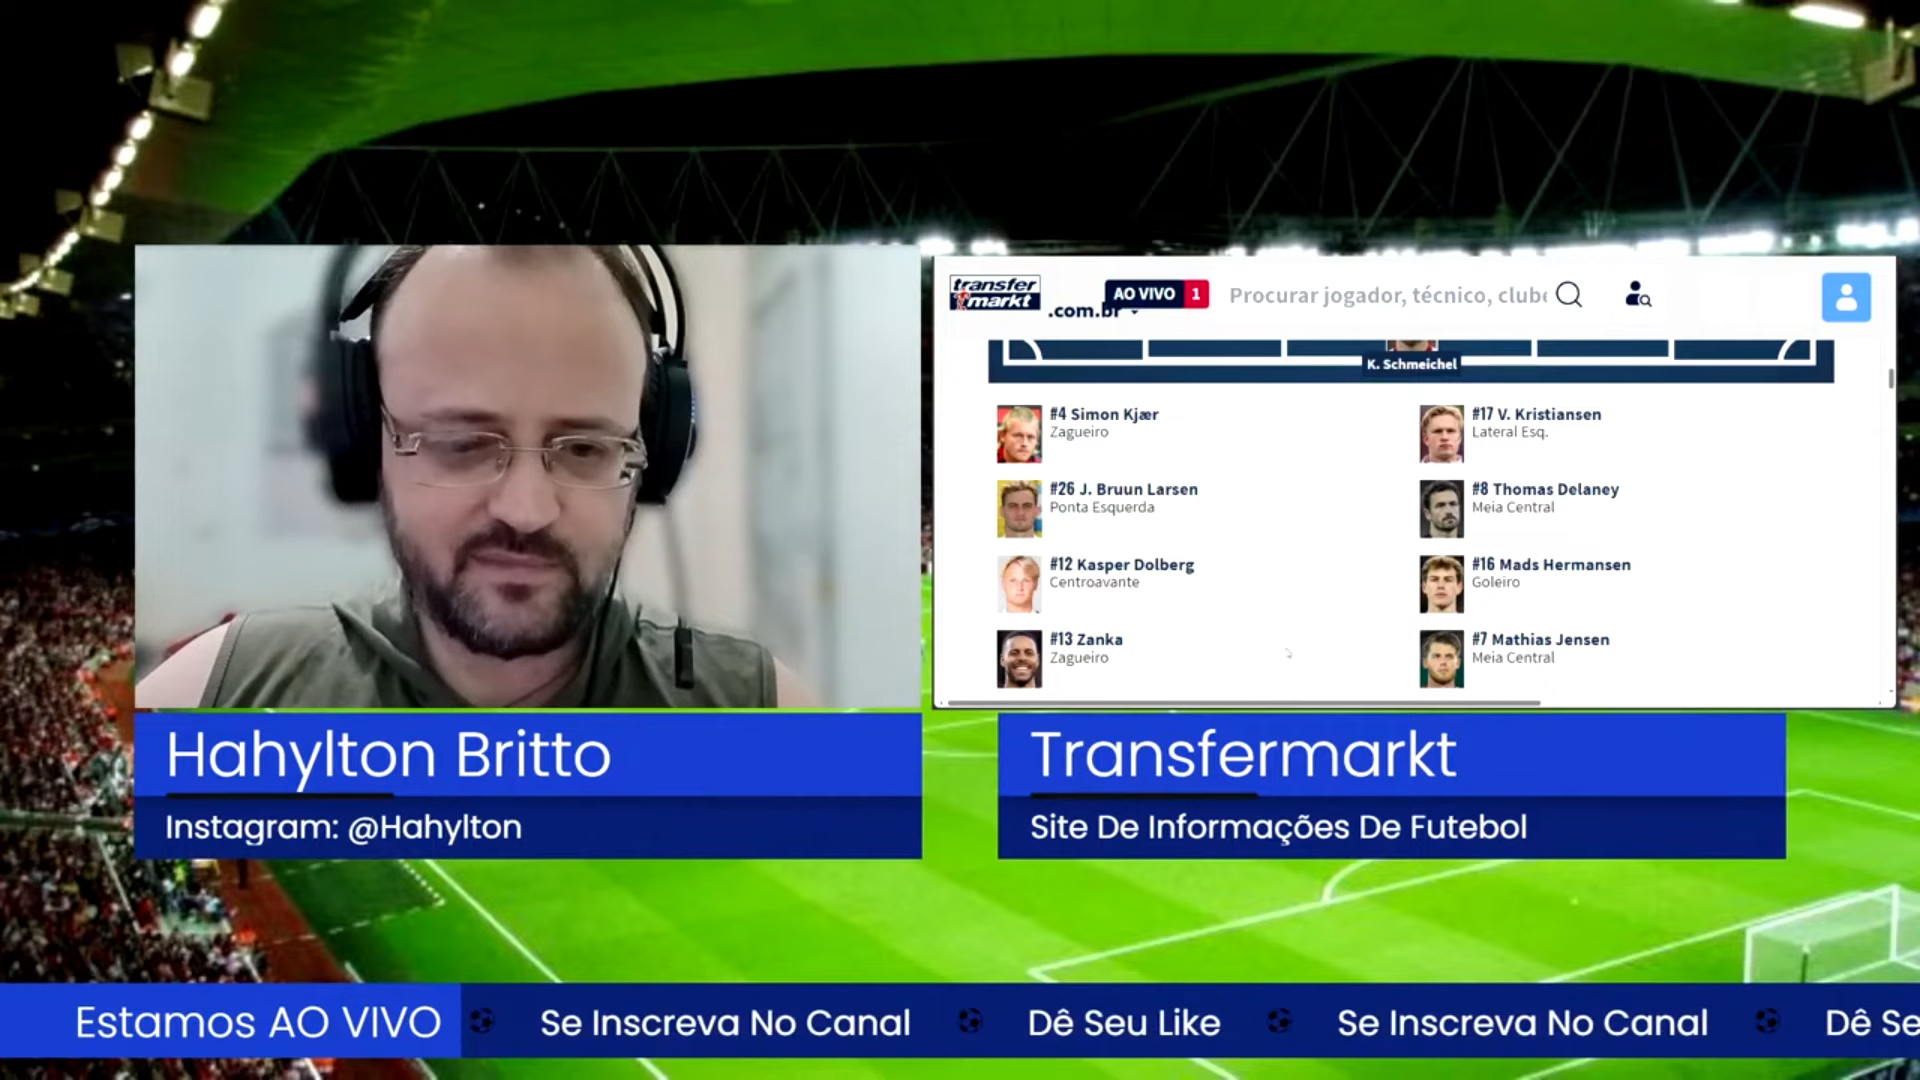 transfer
markt
.com.br
AO VIVO 1
Procurar jogador, técnico, clube
K. Schmeichel
#4 Simon Kjær
Zagueiro
#17 V. Kristiansen
Lateral Esq.
#26 J. Bruun Larsen
Ponta Esquerda
#8 Thomas Delaney
Meia Central
#12 Kasper Dolberg
Centroavante
#16 Mads Hermansen
Goleiro
#13 Zanka
Zagueiro
#7 Mathias Jensen
Meia Central
Hahylton Britto
Instagram: @Hahylton
Transfermarkt
Site De Informações De Futebol
Estamos AO VIVO Se Inscreva No Canal Dê Seu Like Se Inscreva No Canal Dê Se